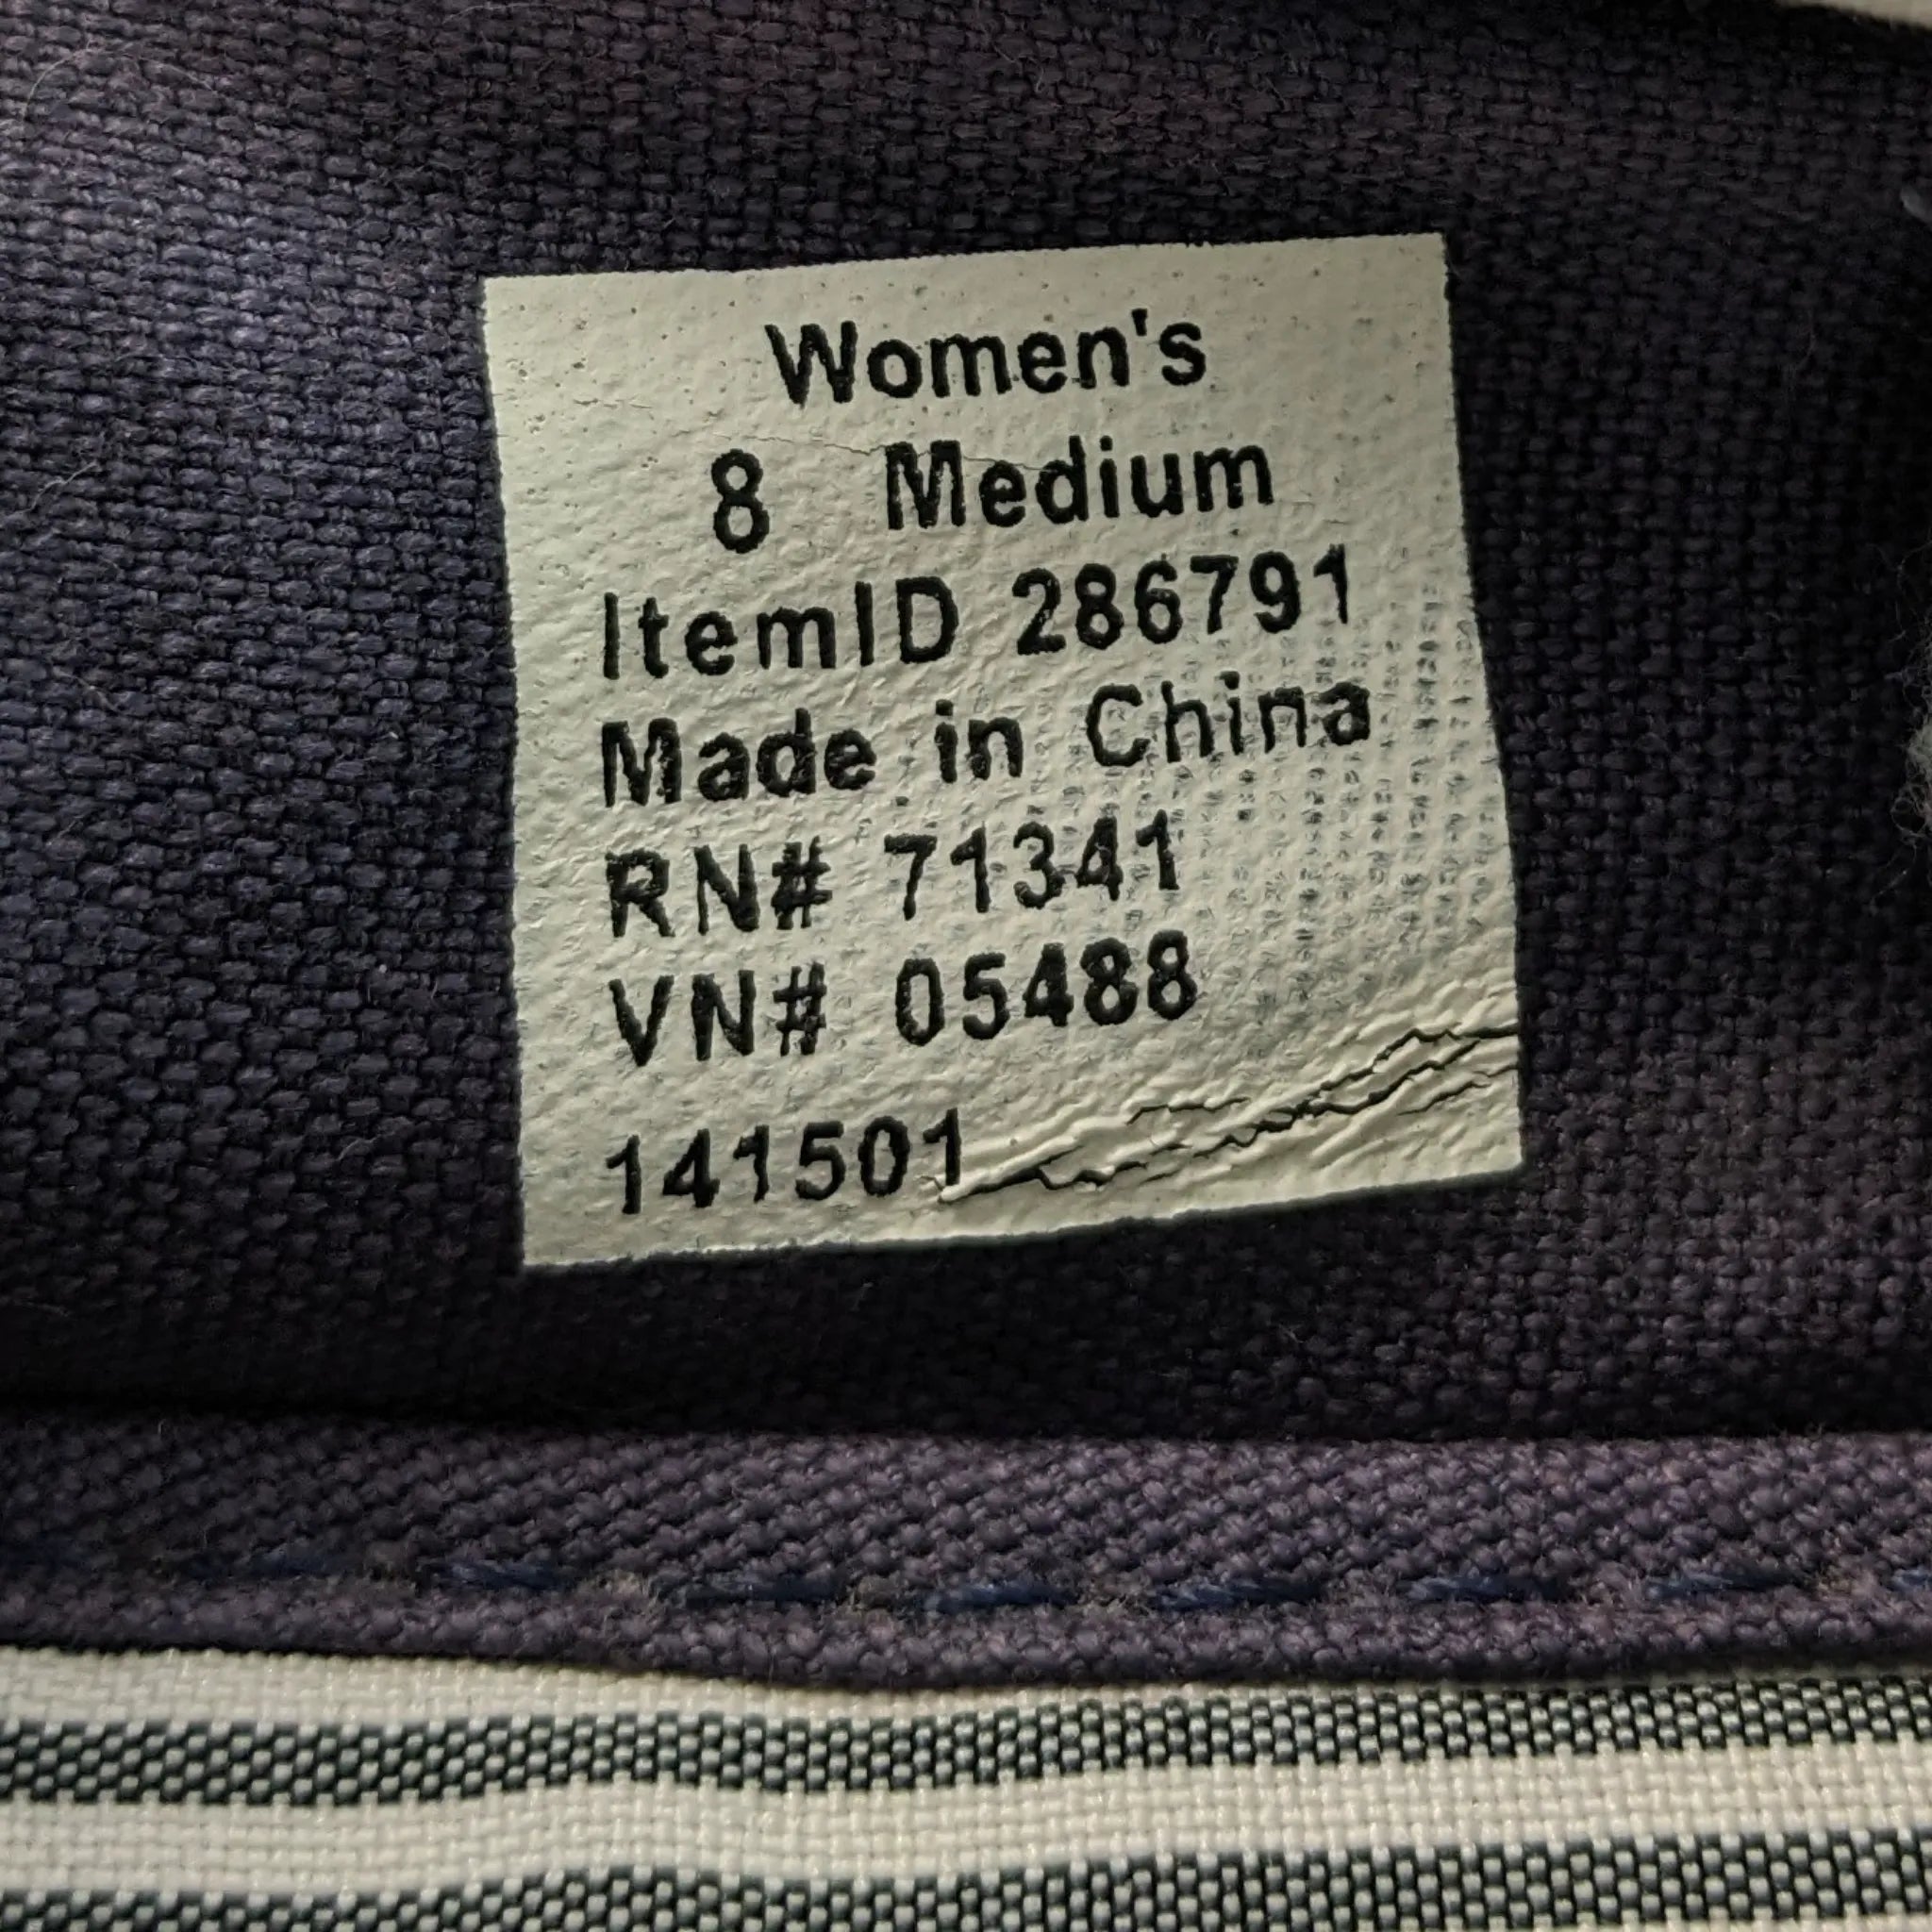 Women's
8 Medium
ItemID 286791
Made in China
RN# 71341
VN# 05488
141501